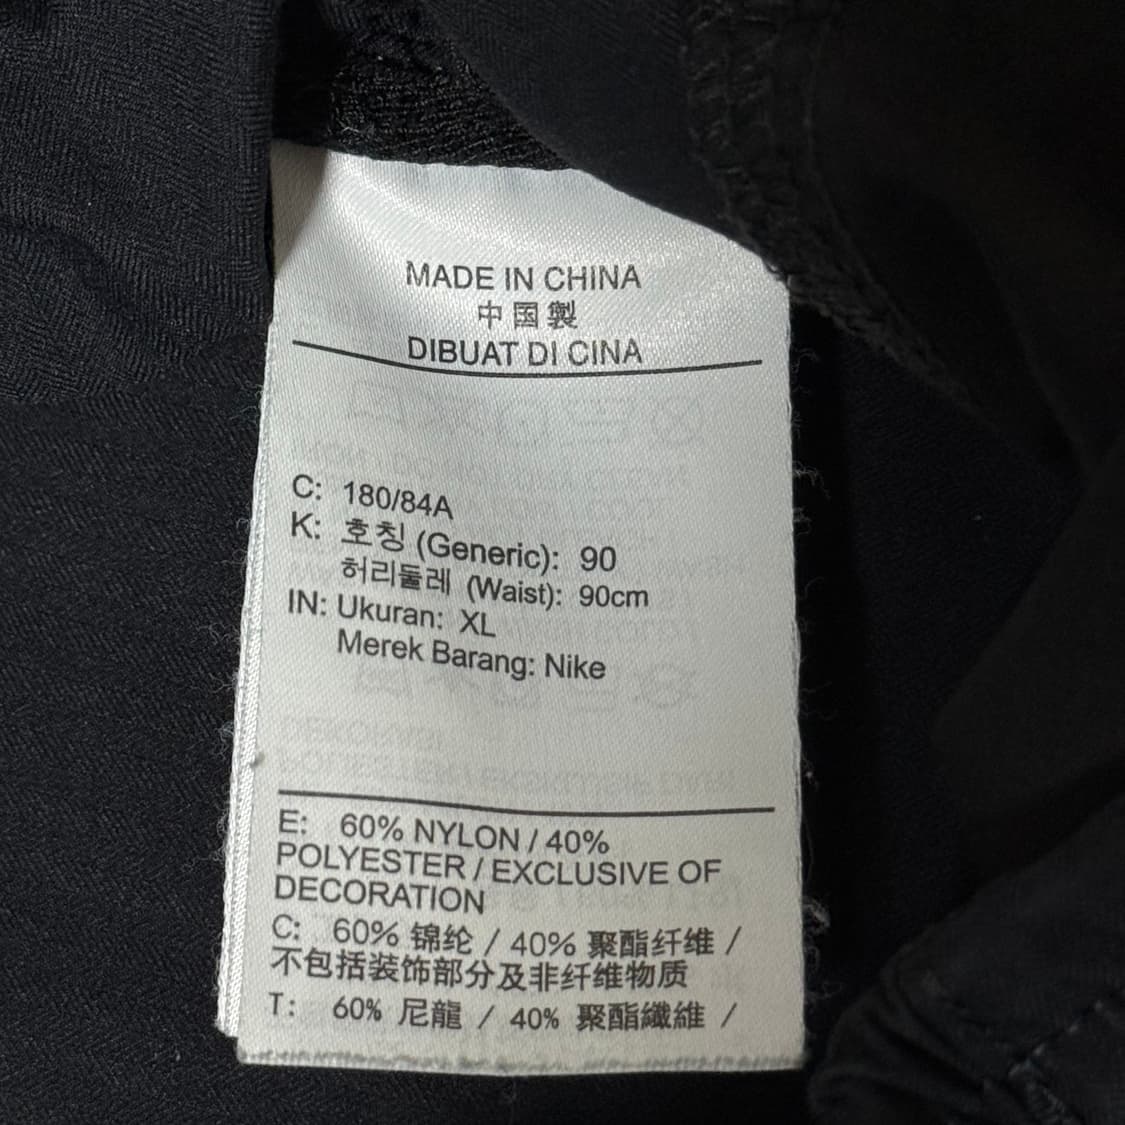 MADE IN CHINA
中国製
DIBUAT DI CINA
C: 180/84A
K: 호칭 (Generic): 90
허리둘레 (Waist): 90cm
IN: Ukuran: XL
Merek Barang: Nike
E: 60% NYLON / 40%
POLYESTER / EXCLUSIVE OF
DECORATION
C: 60% 锦纶 / 40% 聚酯纤维 /
不包括装饰部分及非纤维物质
T: 60% 尼龍 / 40% 聚酯纖維 /